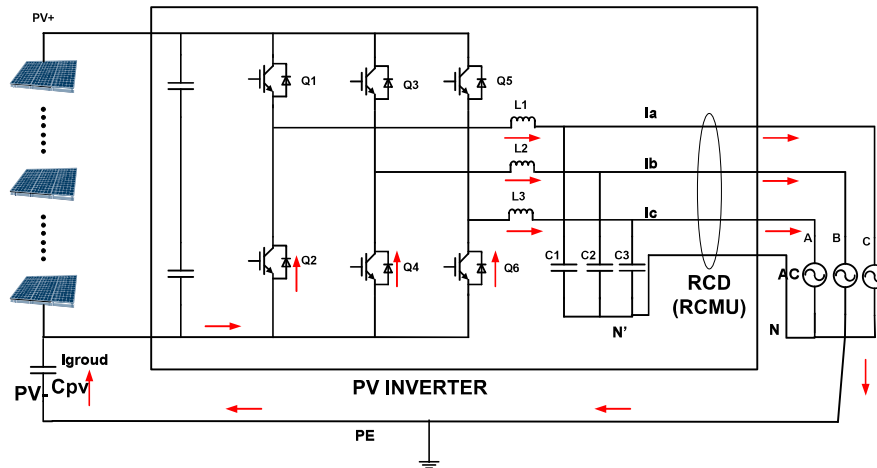 PV+
Q1
Q3
Q5
L1
Ia
L2
Ib
L3
Ic
A
B
C
Q2
Q4
Q6
C1
C2
C3
AC
RCD
(RCMU)
N
N'
Igroud
PV-
Cpv
PV INVERTER
PE